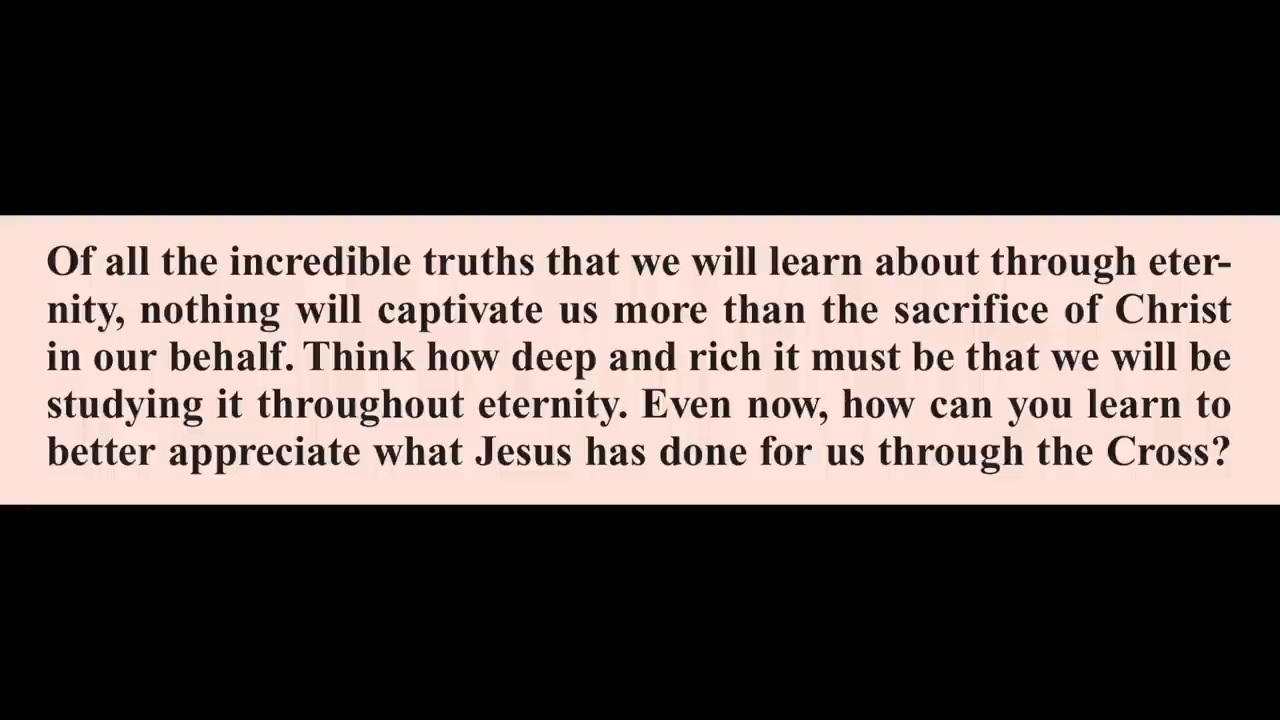 Of all the incredible truths that we will learn about through eter-
nity, nothing will captivate us more than the sacrifice of Christ
in our behalf. Think how deep and rich it must be that we will be
studying it throughout eternity. Even now, how can you learn to
better appreciate what Jesus has done for us through the Cross?